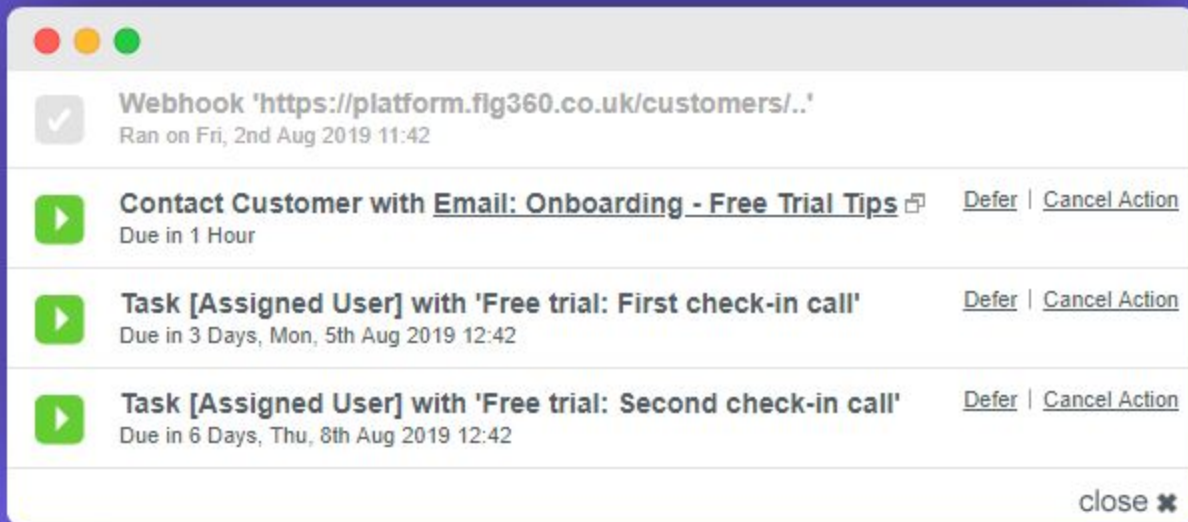 Webhook 'https://platform.flg360.co.uk/customers/..'
Ran on Fri, 2nd Aug 2019 11:42
Contact Customer with Email: Onboarding - Free Trial Tips Defer | Cancel Action
Due in 1 Hour
Task [Assigned User] with 'Free trial: First check-in call' Defer | Cancel Action
Due in 3 Days, Mon, 5th Aug 2019 12:42
Task [Assigned User] with 'Free trial: Second check-in call' Defer | Cancel Action
Due in 6 Days, Thu, 8th Aug 2019 12:42
close ✖